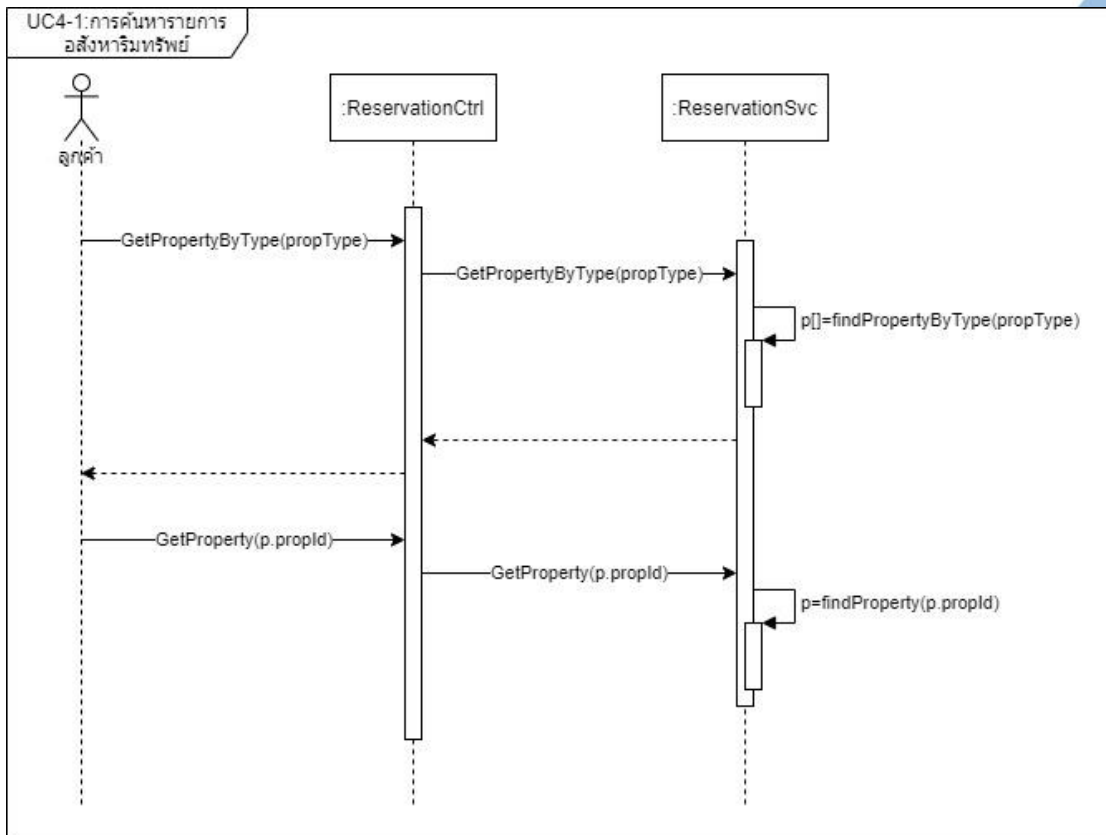 UC4-1:การค้นหารายการ
อสังหาริมทรัพย์
:ReservationCtrl
:ReservationSvc
ลูกค้า
GetPropertyByType(propType)
GetPropertyByType(propType)
p[]=findPropertyByType(propType)
GetProperty(p.propId)
GetProperty(p.propId)
p=findProperty(p.propId)